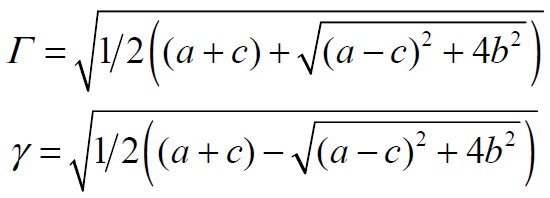 Γ = √(1/2((a + c) + √((a − c)² + 4b²)))
γ = √(1/2((a + c) − √((a − c)² + 4b²)))